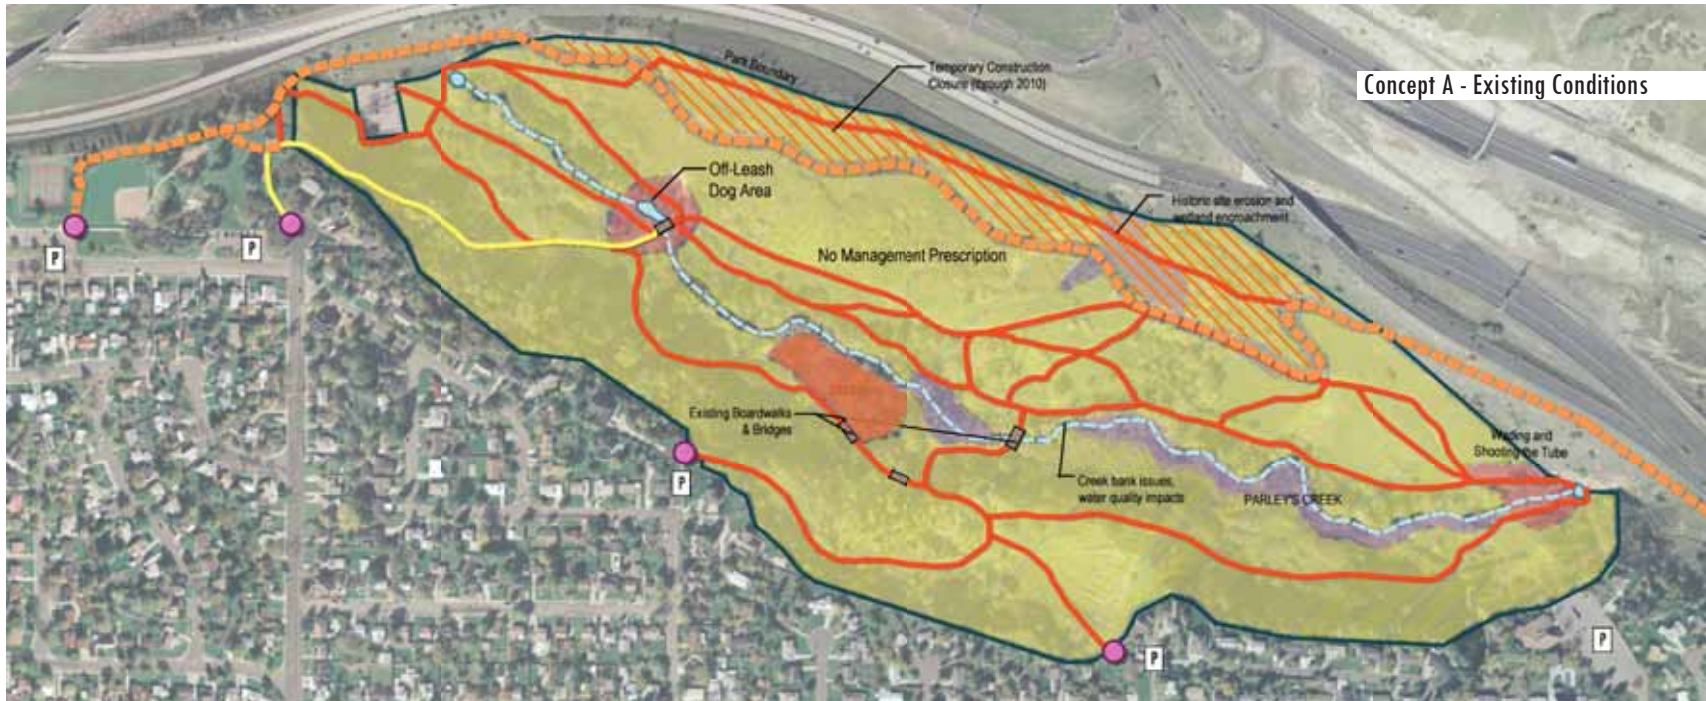 Concept A - Existing Conditions
Park Boundary
Temporary Construction
Closure (through 2010)
Off-Leash
Dog Area
Historic site erosion and
wetland encroachment
No Management Prescription
Existing Boardwalks
& Bridges
Wading and
Shooting the Tube
Creek bank issues,
water quality impacts
PARLEY'S CREEK
P
P
P
P
P